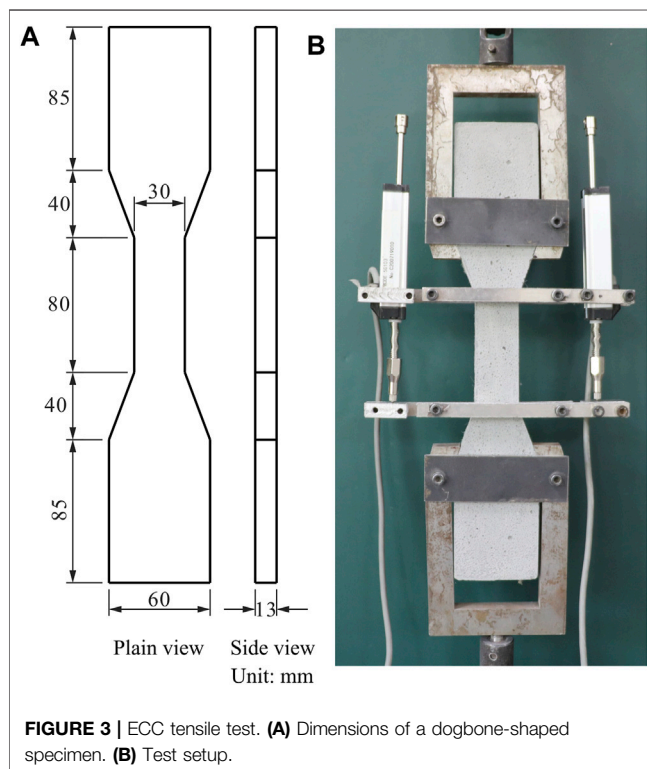 A
B
85
40
30
80
40
85
60
13
Plain view
Side view
Unit: mm
FIGURE 3 | ECC tensile test. (A) Dimensions of a dogbone-shaped
specimen. (B) Test setup.